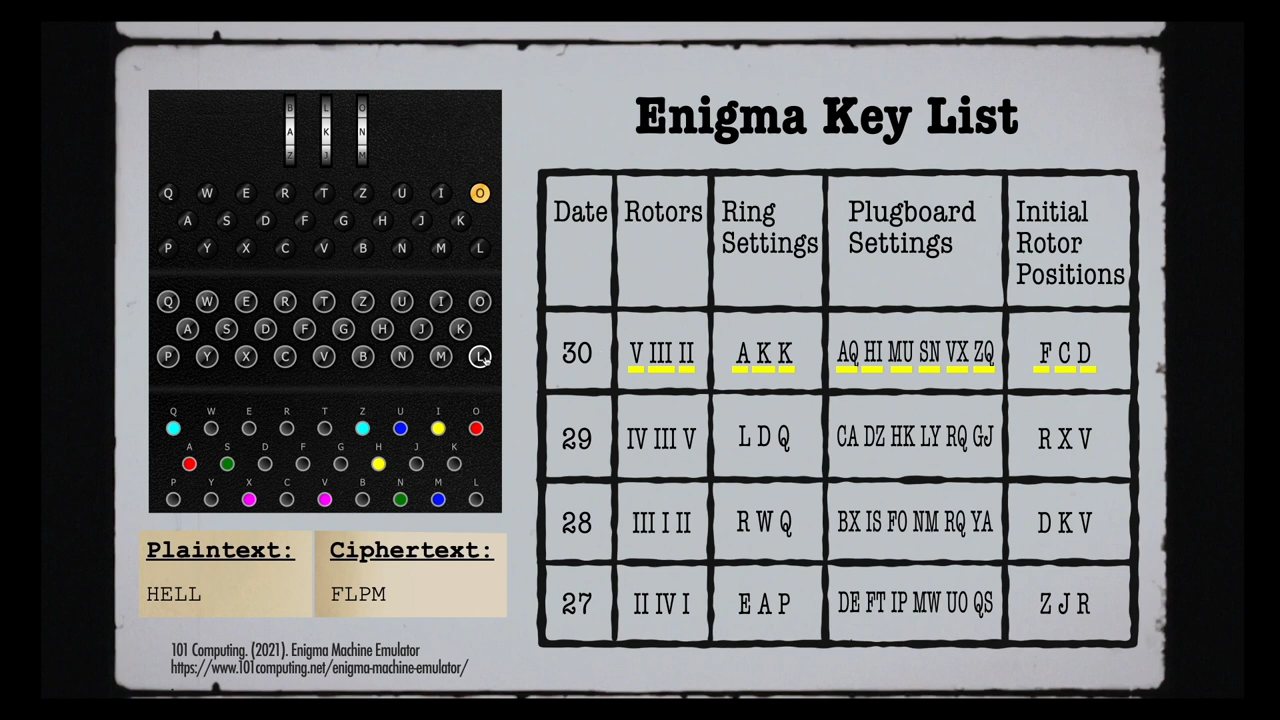 B L O
A K N
Z J M
Q W E R T Z U I O
A S D F G H J K
P Y X C V B N M L
Q W E R T Z U I O
A S D F G H J K
P Y X C V B N M L
Q W E R T Z U I O
A S D F G H J K
P Y X C V B N M L
Plaintext:
HELL
Ciphertext:
FLPM
101 Computing. (2021). Enigma Machine Emulator
https://www.101computing.net/enigma-machine-emulator/
Enigma Key List
Date Rotors Ring Settings Plugboard Settings Initial Rotor Positions
30 V III II A K K AQ HI MU SN VX ZQ F C D
29 IV III V L D Q CA DZ HK LY RQ GJ R X V
28 III I II R W Q BX IS FO NM RQ YA D K V
27 II IV I E A P DE FT IP MW UO QS Z J R